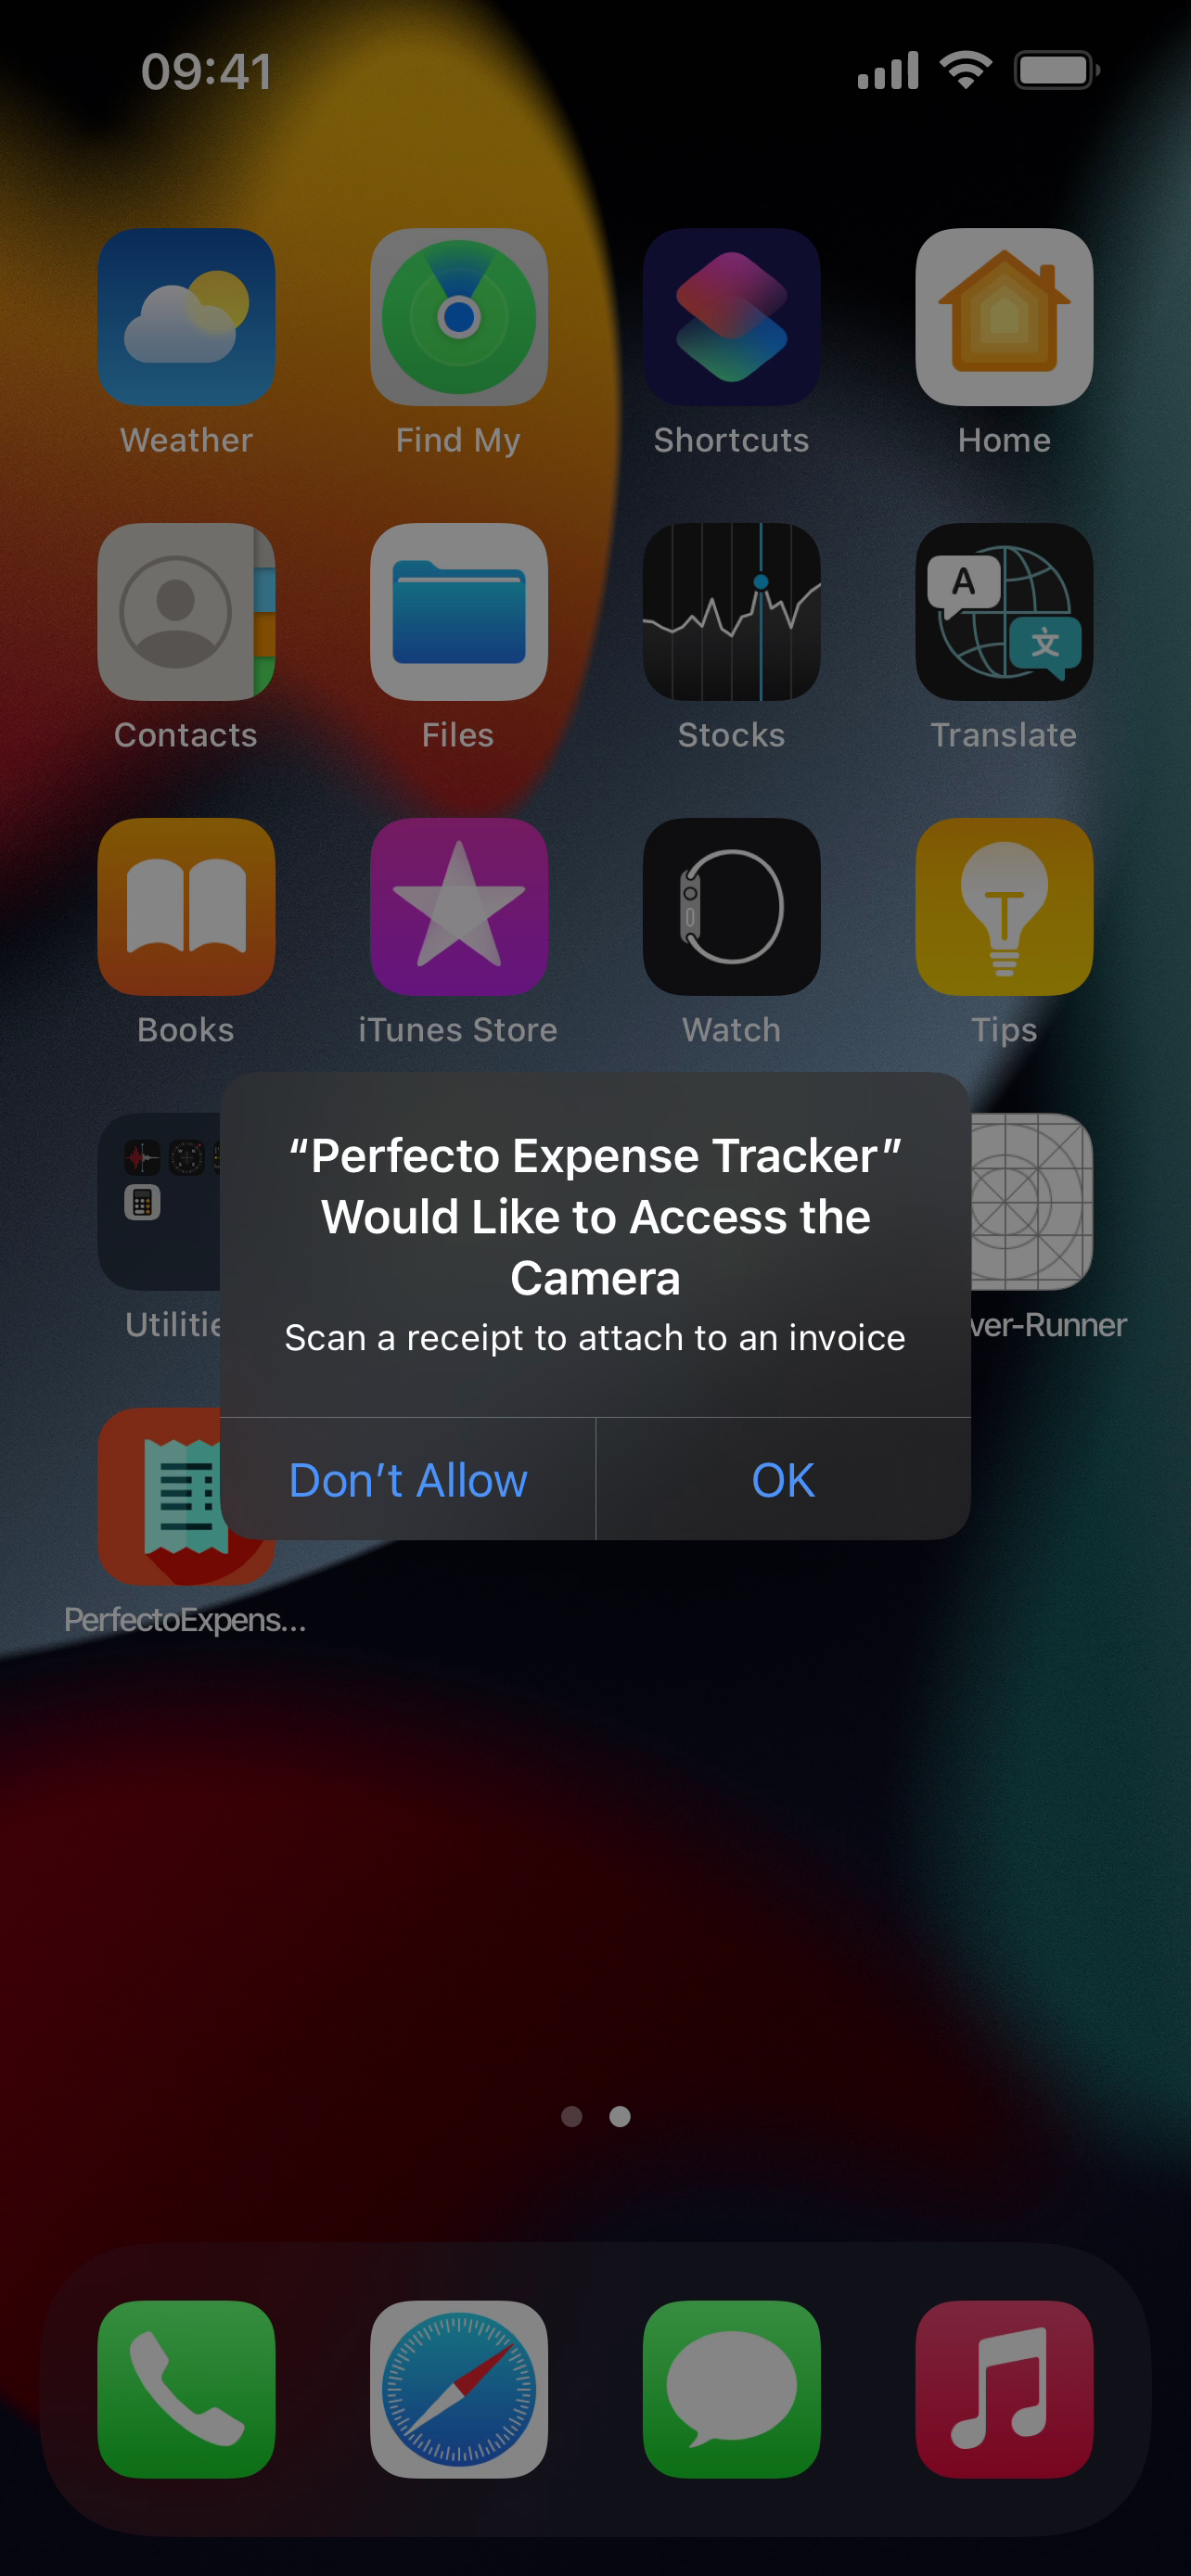 09:41
Weather Find My Shortcuts Home
A
文
Contacts Files Stocks Translate
Books iTunes Store Watch Tips
“Perfecto Expense Tracker”
Would Like to Access the
Camera
Scan a receipt to attach to an invoice
Utilitie ver-Runner
Don’t Allow OK
PerfectoExpens...